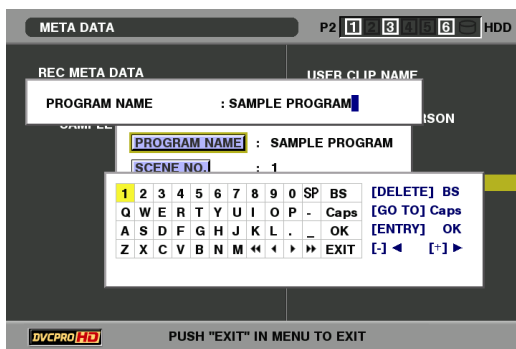 META DATA P2 1 2 3 4 5 6 HDD
REC META DATA USER CLIP NAME
PROGRAM NAME : SAMPLE PROGRAM
PROGRAM NAME : SAMPLE PROGRAM
SCENE NO. : 1
1 2 3 4 5 6 7 8 9 0 SP BS [DELETE] BS
Q W E R T Y U I O P - Caps [GO TO] Caps
A S D F G H J K L . _ OK [ENTRY] OK
Z X C V B N M ◀◀ ◀ ▶ ▶▶ EXIT [-] ◀ [+] ▶
DVCPRO HD PUSH "EXIT" IN MENU TO EXIT